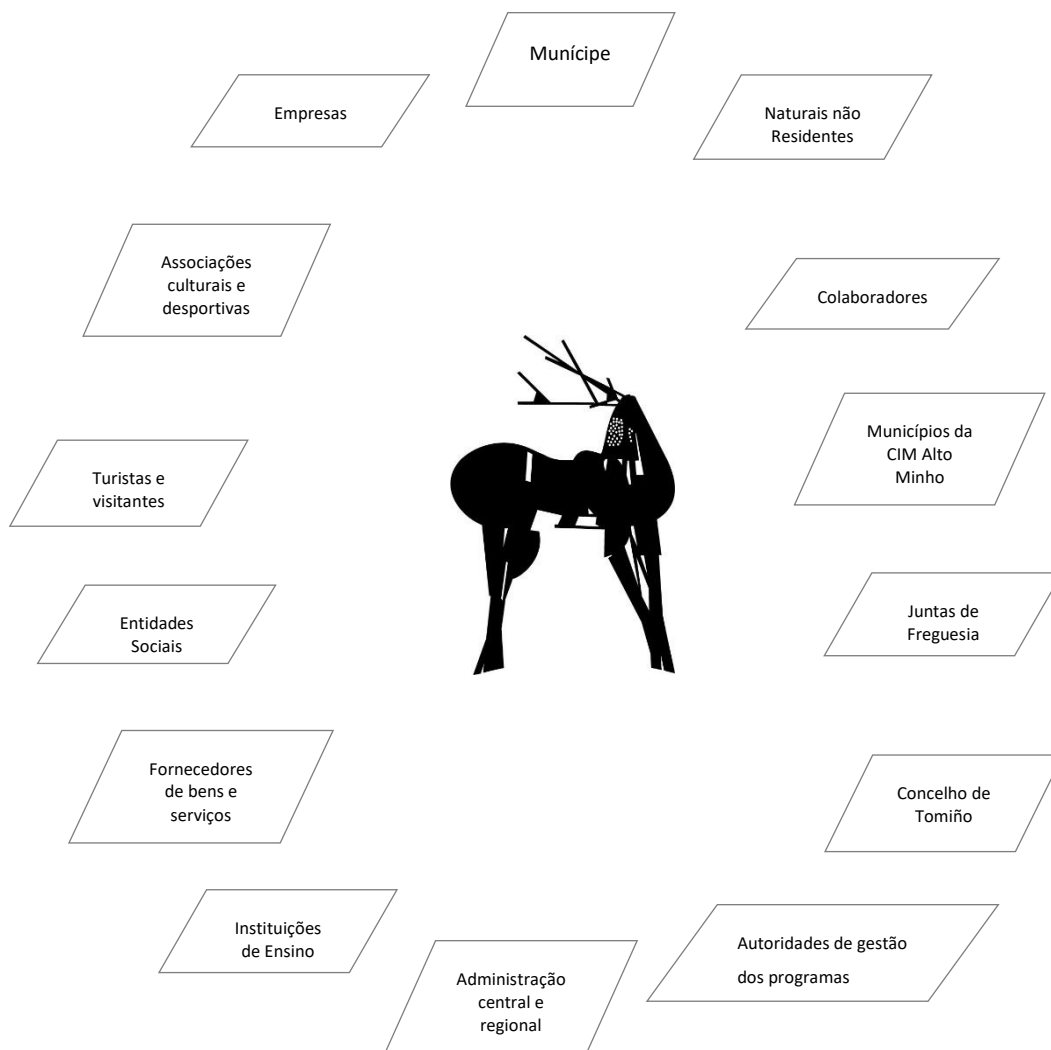 Munícipe
Empresas
Naturais não
Residentes
Associações
culturais e
desportivas
Colaboradores
Municípios da
CIM Alto
Minho
Turistas e
visitantes
Entidades
Sociais
Juntas de
Freguesia
Fornecedores
de bens e
serviços
Concelho de
Tomiño
Instituições
de Ensino
Autoridades de gestão
dos programas
Administração
central e
regional